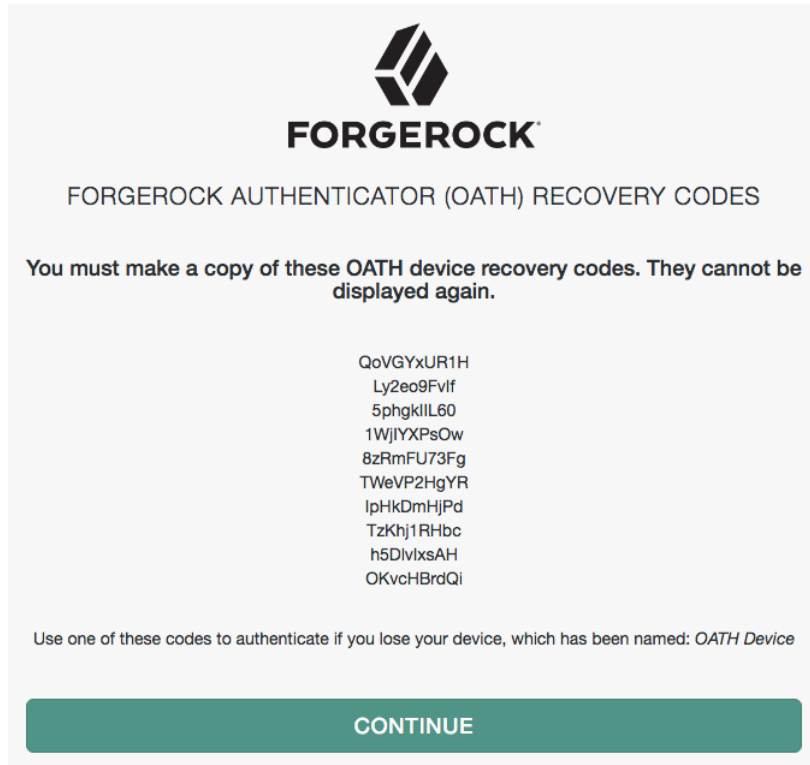 FORGEROCK
FORGEROCK AUTHENTICATOR (OATH) RECOVERY CODES
You must make a copy of these OATH device recovery codes. They cannot be
displayed again.
QoVGYxUR1H
Ly2eo9FvIf
5phgkIIL60
1WjIYXPsOw
8zRmFU73Fg
TWeVP2HgYR
IpHkDmHjPd
TzKhj1RHbc
h5DlvIxsAH
OKvcHBrdQi
Use one of these codes to authenticate if you lose your device, which has been named: OATH Device
CONTINUE